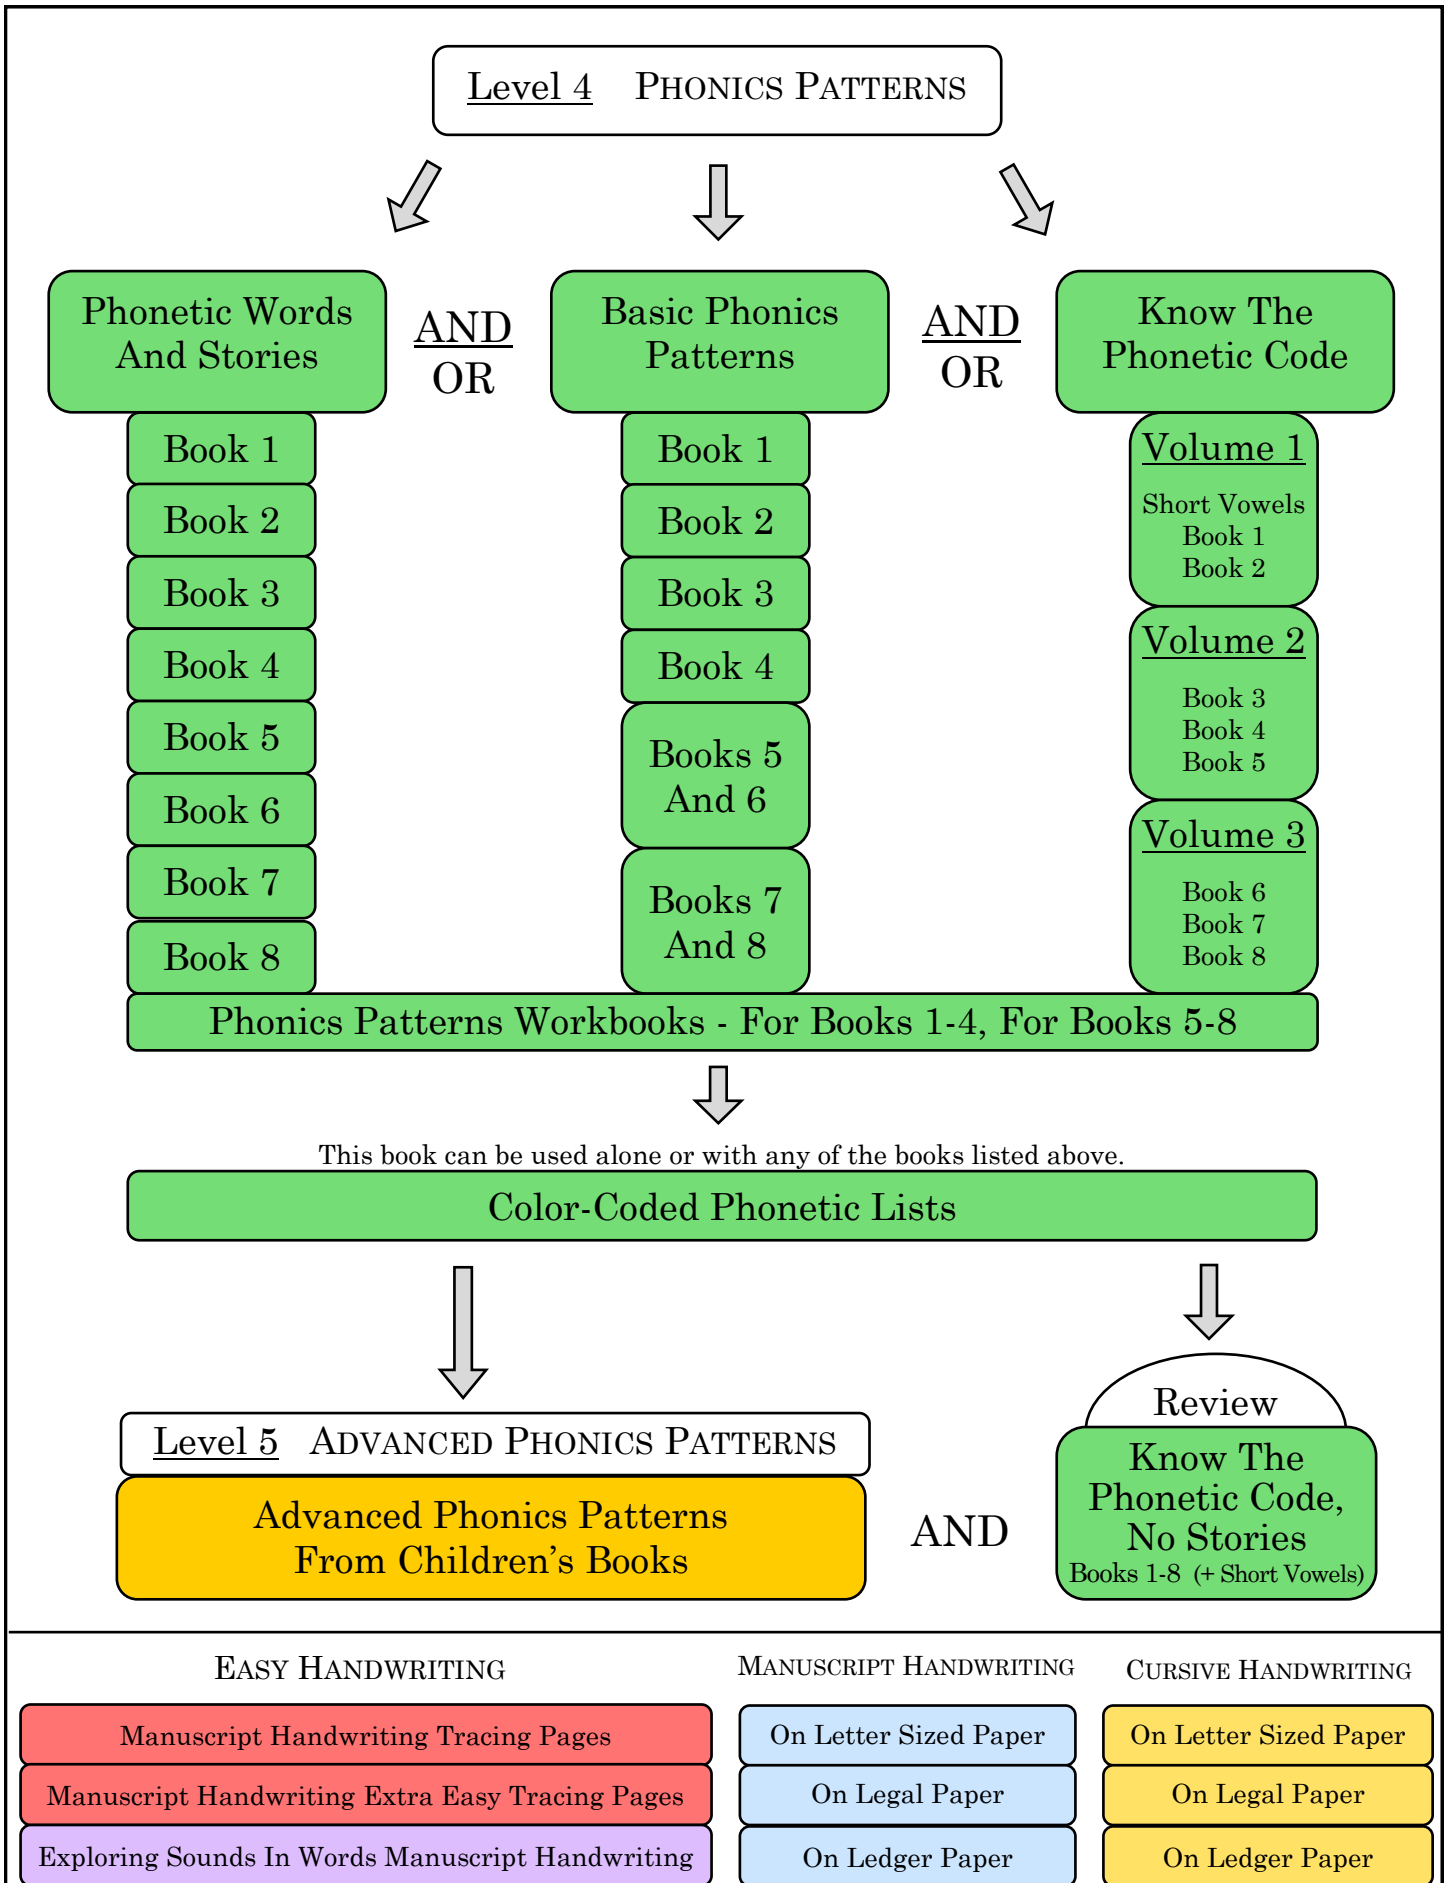 Level 4 PHONICS PATTERNS
Phonetic Words
And Stories
AND
OR
Basic Phonics
Patterns
AND
OR
Know The
Phonetic Code
Book 1
Book 2
Book 3
Book 4
Book 5
Book 6
Book 7
Book 8
Book 1
Book 2
Book 3
Book 4
Books 5
And 6
Books 7
And 8
Volume 1
Short Vowels
Book 1
Book 2
Volume 2
Book 3
Book 4
Book 5
Volume 3
Book 6
Book 7
Book 8
Phonics Patterns Workbooks - For Books 1-4, For Books 5-8
This book can be used alone or with any of the books listed above.
Color-Coded Phonetic Lists
Level 5 ADVANCED PHONICS PATTERNS
Advanced Phonics Patterns
From Children's Books
AND
Review
Know The
Phonetic Code,
No Stories
Books 1-8 (+ Short Vowels)
EASY HANDWRITING
Manuscript Handwriting Tracing Pages
Manuscript Handwriting Extra Easy Tracing Pages
Exploring Sounds In Words Manuscript Handwriting
MANUSCRIPT HANDWRITING
On Letter Sized Paper
On Legal Paper
On Ledger Paper
CURSIVE HANDWRITING
On Letter Sized Paper
On Legal Paper
On Ledger Paper